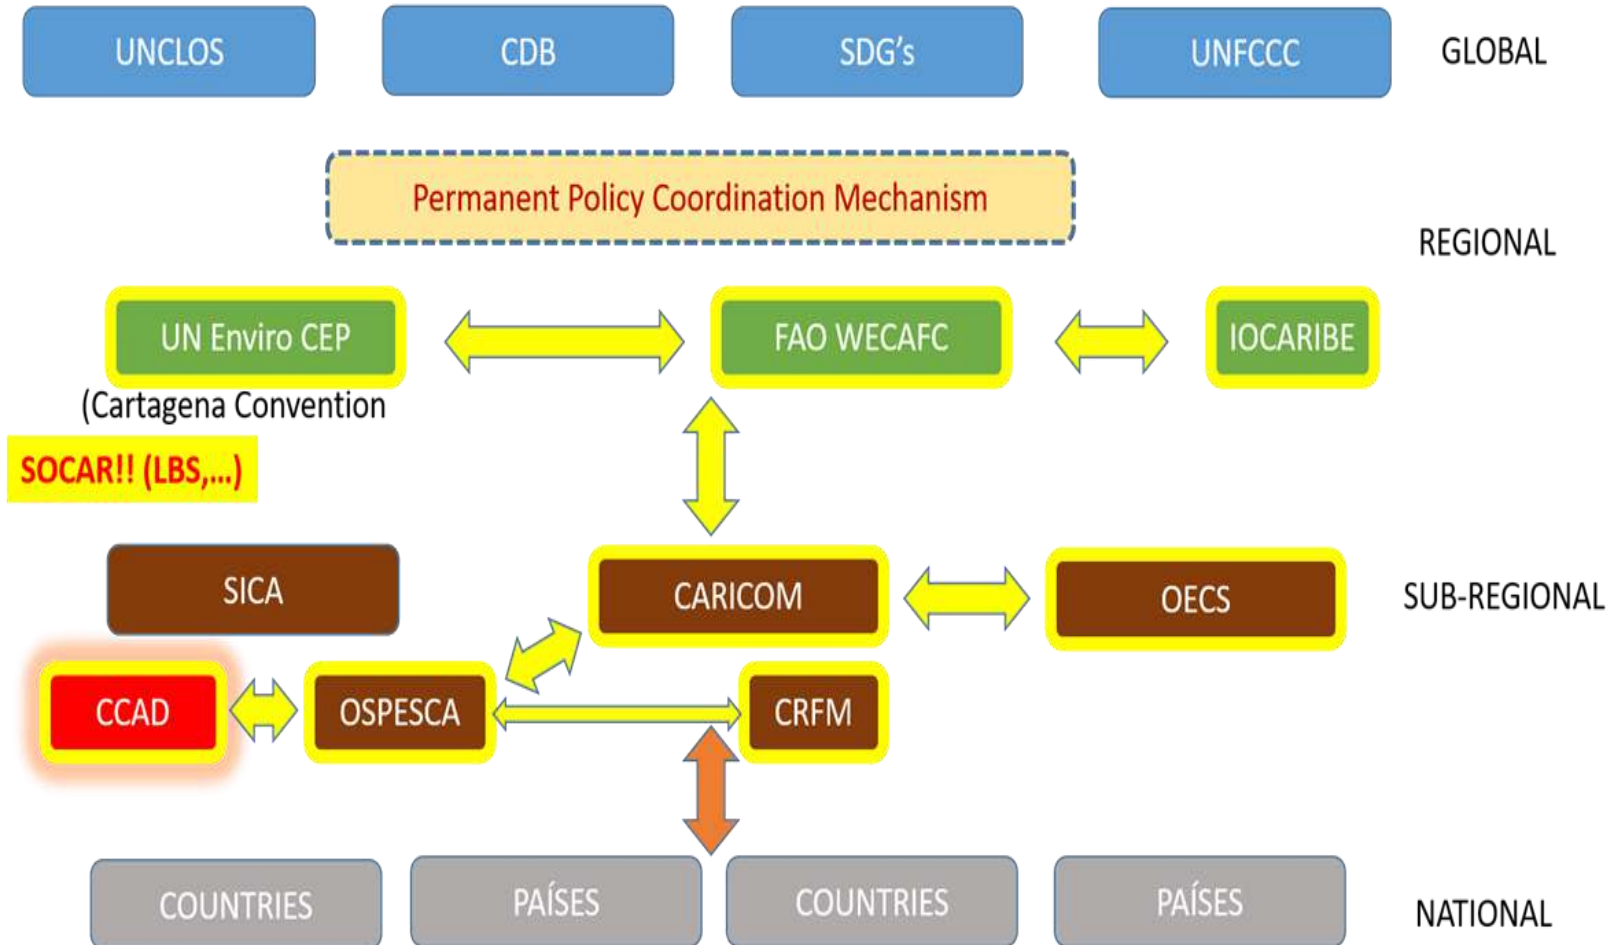 UNCLOS
CDB
SDG's
UNFCCC
GLOBAL
Permanent Policy Coordination Mechanism
REGIONAL
UN Enviro CEP
FAO WECAFC
IOCARIBE
(Cartagena Convention
SOCAR!! (LBS,...)
SICA
CARICOM
OECS
SUB-REGIONAL
CCAD
OSPESCA
CRFM
COUNTRIES
PAÍSES
COUNTRIES
PAÍSES
NATIONAL